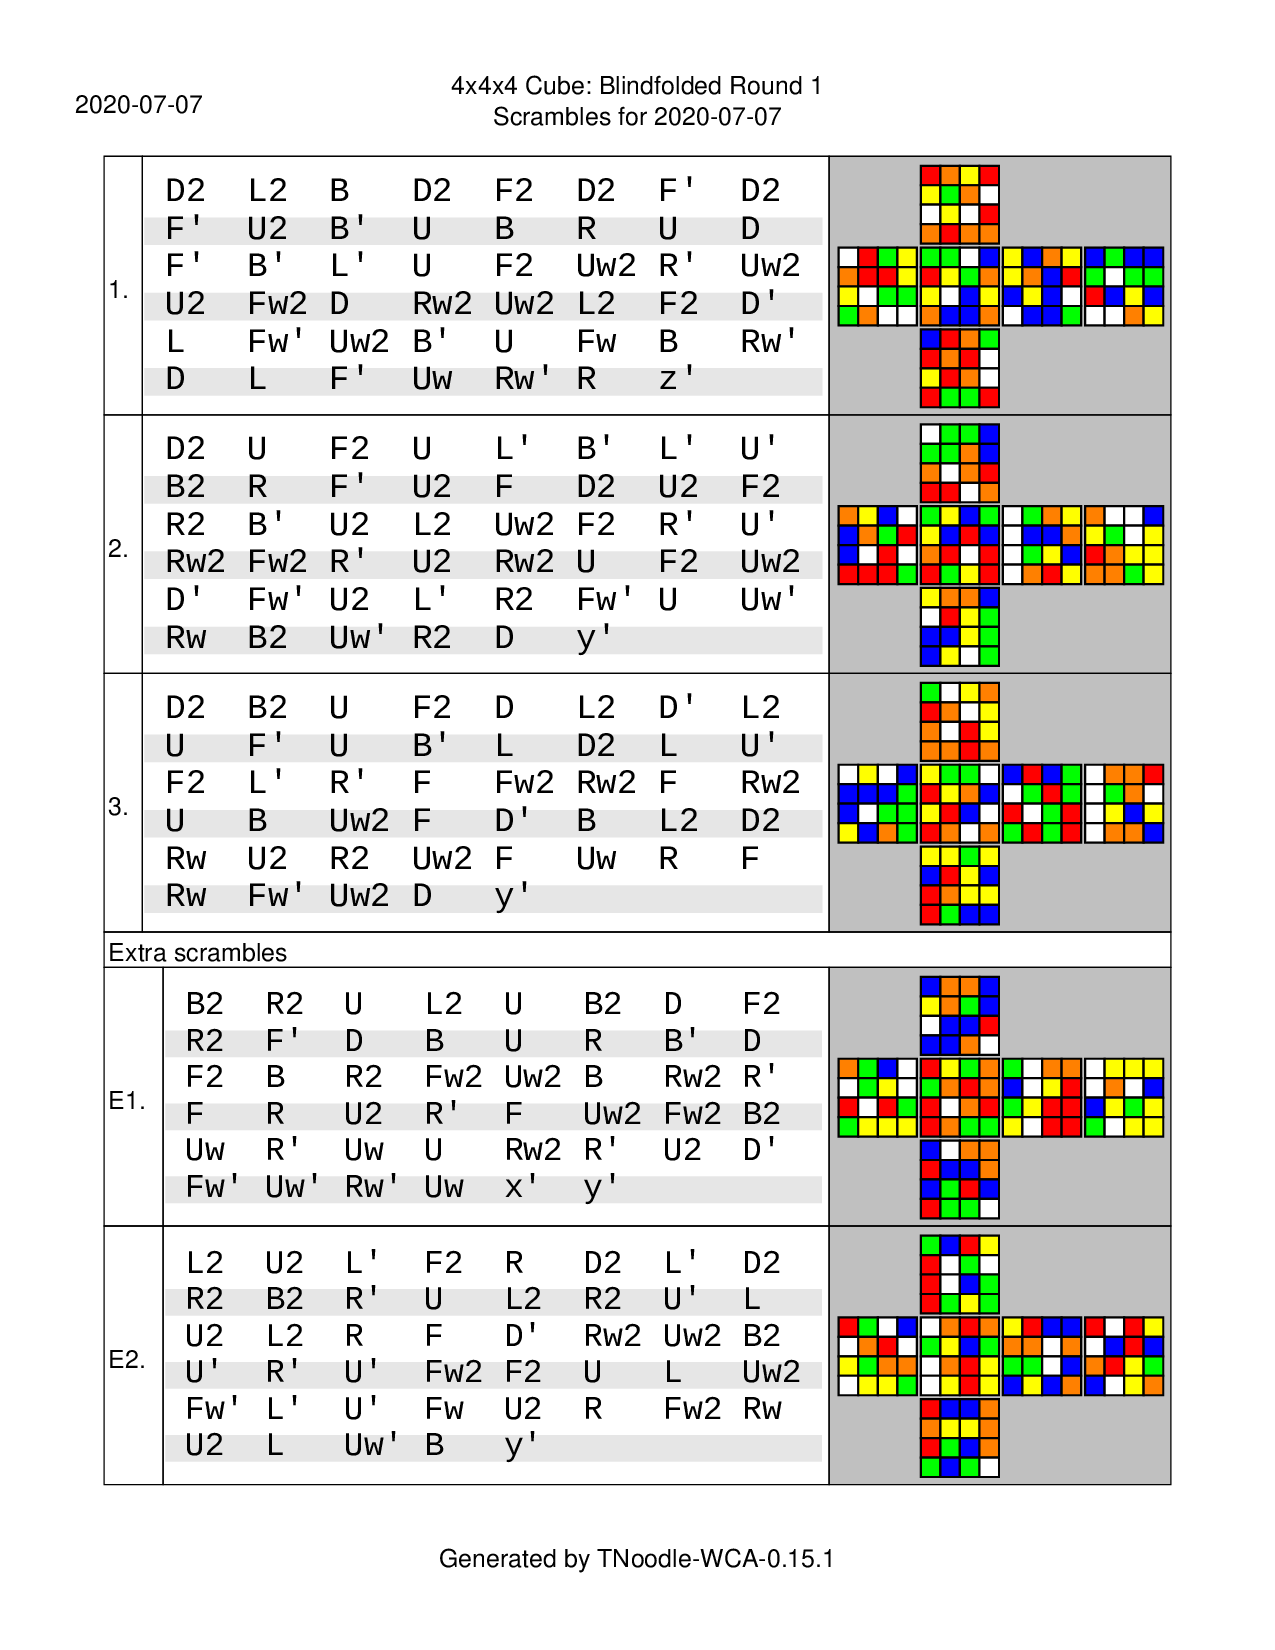 2020-07-07
4x4x4 Cube: Blindfolded Round 1
Scrambles for 2020-07-07
1.
D2 L2 B D2 F2 D2 F' D2
F' U2 B' U B R U D
F' B' L' U F2 Uw2 R' Uw2
U2 Fw2 D Rw2 Uw2 L2 F2 D'
L Fw' Uw2 B' U Fw B Rw'
D L F' Uw Rw' R z'
2.
D2 U F2 U L' B' L' U'
B2 R F' U2 F D2 U2 F2
R2 B' U2 L2 Uw2 F2 R' U'
Rw2 Fw2 R' U2 Rw2 U F2 Uw2
D' Fw' U2 L' R2 Fw' U Uw'
Rw B2 Uw' R2 D y'
3.
D2 B2 U F2 D L2 D' L2
U F' U B' L D2 L U'
F2 L' R' F Fw2 Rw2 F Rw2
U B Uw2 F D' B L2 D2
Rw U2 R2 Uw2 F Uw R F
Rw Fw' Uw2 D y'
Extra scrambles
E1.
B2 R2 U L2 U B2 D F2
R2 F' D B U R B' D
F2 B R2 Fw2 Uw2 B Rw2 R'
F R U2 R' F Uw2 Fw2 B2
Uw R' Uw U Rw2 R' U2 D'
Fw' Uw' Rw' Uw x' y'
E2.
L2 U2 L' F2 R D2 L' D2
R2 B2 R' U L2 R2 U' L
U2 L2 R F D' Rw2 Uw2 B2
U' R' U' Fw2 F2 U L Uw2
Fw' L' U' Fw U2 R Fw2 Rw
U2 L Uw' B y'
Generated by TNoodle-WCA-0.15.1